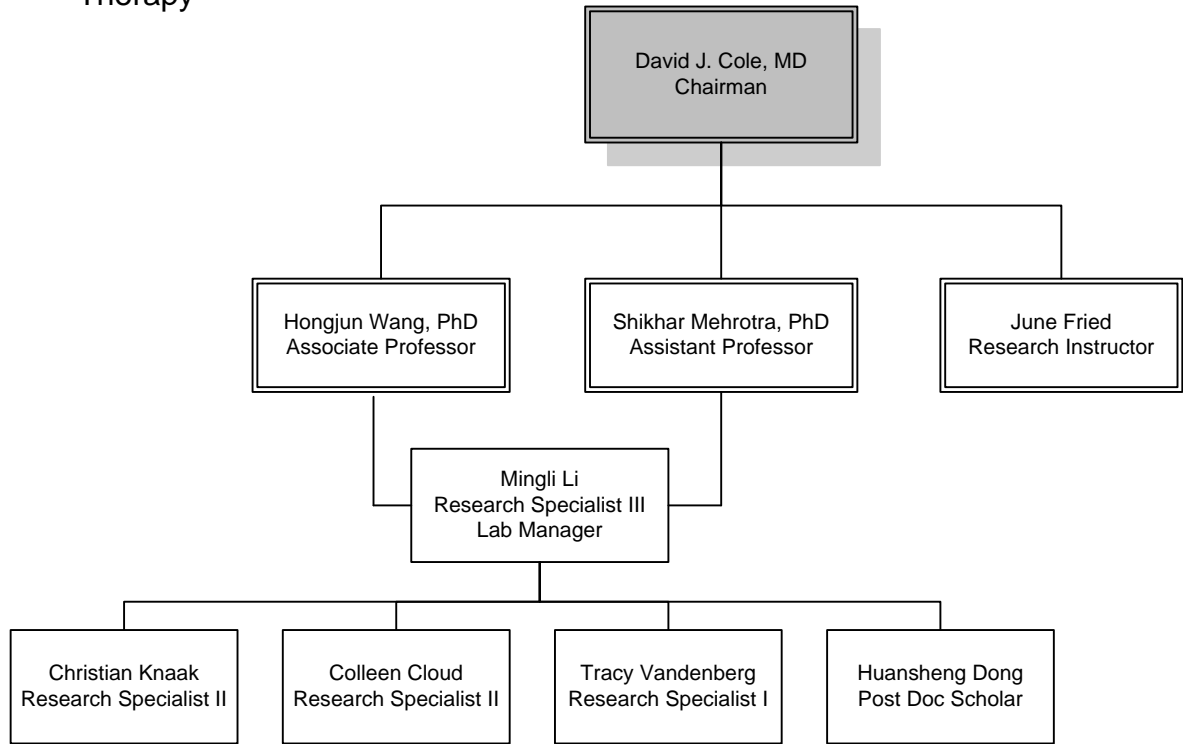 Therapy
David J. Cole, MD
Chairman
Hongjun Wang, PhD
Associate Professor
Shikhar Mehrotra, PhD
Assistant Professor
June Fried
Research Instructor
Mingli Li
Research Specialist III
Lab Manager
Christian Knaak
Research Specialist II
Colleen Cloud
Research Specialist II
Tracy Vandenberg
Research Specialist I
Huansheng Dong
Post Doc Scholar